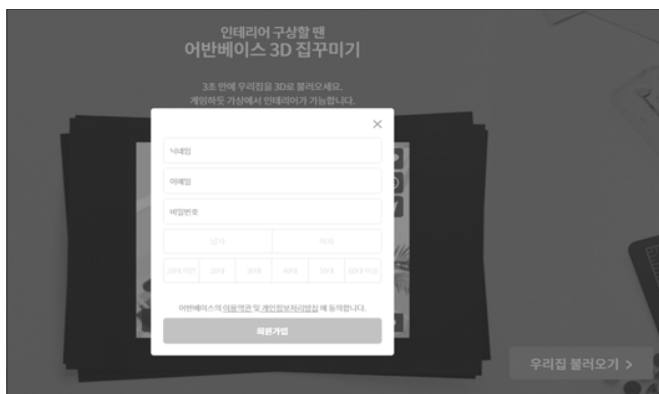 인테리어 구상할 땐
어반베이스 3D 집꾸미기
3초 만에 우리집을 3D로 불러오세요.
게임하듯 가상에서 인테리어가 가능합니다.
×
닉네임
이메일
비밀번호
남자 여자
20대 미만 20대 30대 40대 50대 60대 이상
어반베이스의 이용약관 및 개인정보처리방침 에 동의합니다.
회원가입
우리집 불러오기 >